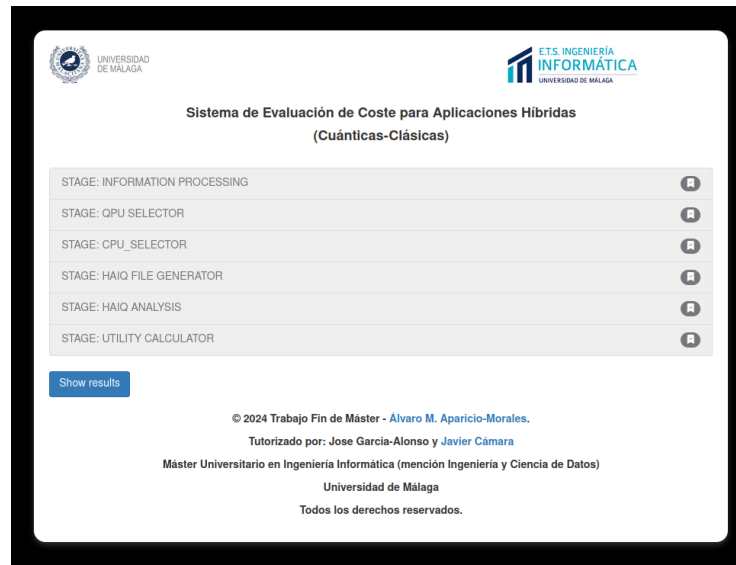 UNIVERSIDAD
DE MÁLAGA
E.T.S. INGENIERÍA
INFORMÁTICA
UNIVERSIDAD DE MÁLAGA
Sistema de Evaluación de Coste para Aplicaciones Híbridas
(Cuánticas-Clásicas)
STAGE: INFORMATION PROCESSING
STAGE: QPU SELECTOR
STAGE: CPU_SELECTOR
STAGE: HAIQ FILE GENERATOR
STAGE: HAIQ ANALYSIS
STAGE: UTILITY CALCULATOR
Show results
© 2024 Trabajo Fin de Máster - Álvaro M. Aparicio-Morales.
Tutorizado por: Jose Garcia-Alonso y Javier Cámara
Máster Universitario en Ingeniería Informática (mención Ingeniería y Ciencia de Datos)
Universidad de Málaga
Todos los derechos reservados.